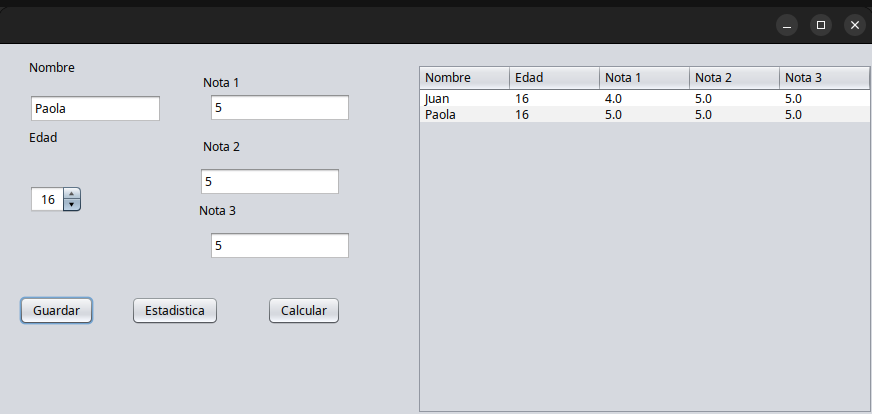 Nombre
Paola
Edad
16
Nota 1
5
Nota 2
5
Nota 3
5
Guardar Estadistica Calcular
Nombre Edad Nota 1 Nota 2 Nota 3
Juan 16 4.0 5.0 5.0
Paola 16 5.0 5.0 5.0